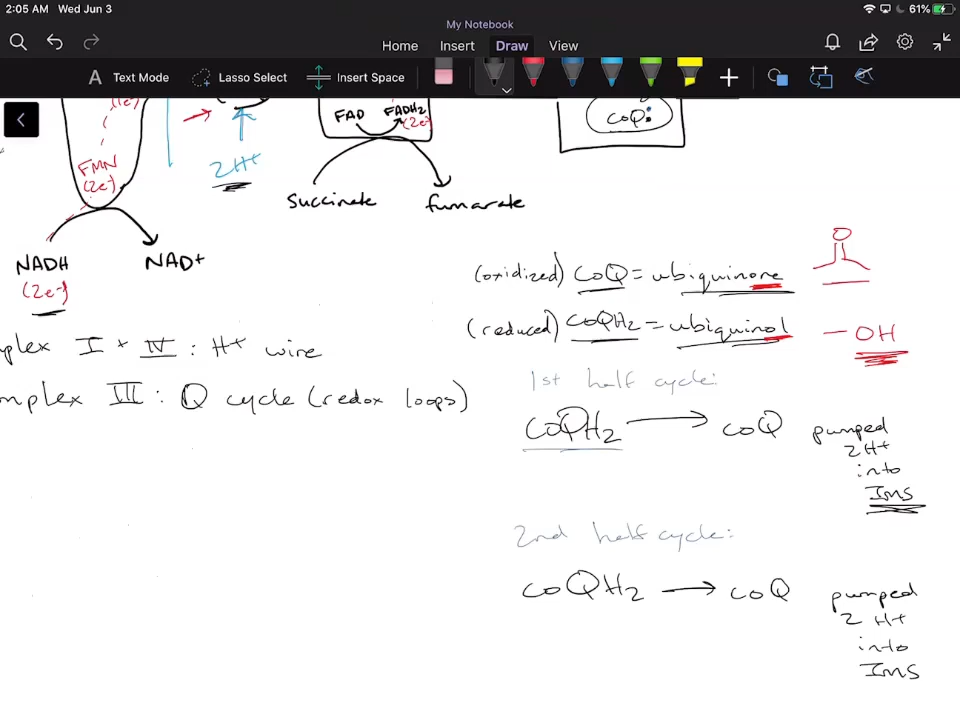 2:05 AM Wed Jun 3
61%
My Notebook
Home Insert Draw View
Text Mode Lasso Select Insert Space
(1e-)
FMN
(2e-)
2H+
FAD FADH2
(2e-)
CoQ:
succinate fumarate
NADH NAD+
(2e-)
O
(oxidized) CoQ = ubiquinone
(reduced) CoQH2 = ubiquinol
-OH
mplex I + IV : H+ wire
omplex III : Q cycle (redox loops)
1st half cycle:
CoQH2 → CoQ
pumped
2H+
into
IMS
2nd half cycle:
CoQH2 → CoQ
pumped
2 H+
into
IMS